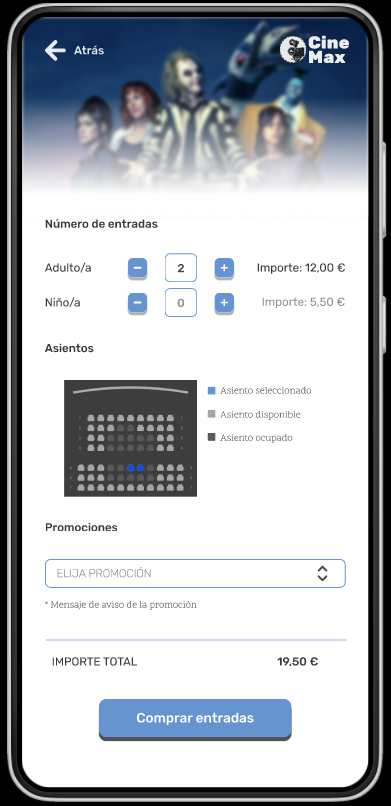 Atrás
Cine
Max
Número de entradas
Adulto/a
2
Importe: 12,00 €
Niño/a
0
Importe: 5,50 €
Asientos
Asiento seleccionado
Asiento disponible
Asiento ocupado
Promociones
ELIJA PROMOCIÓN
* Mensaje de aviso de la promoción
IMPORTE TOTAL
19,50 €
Comprar entradas